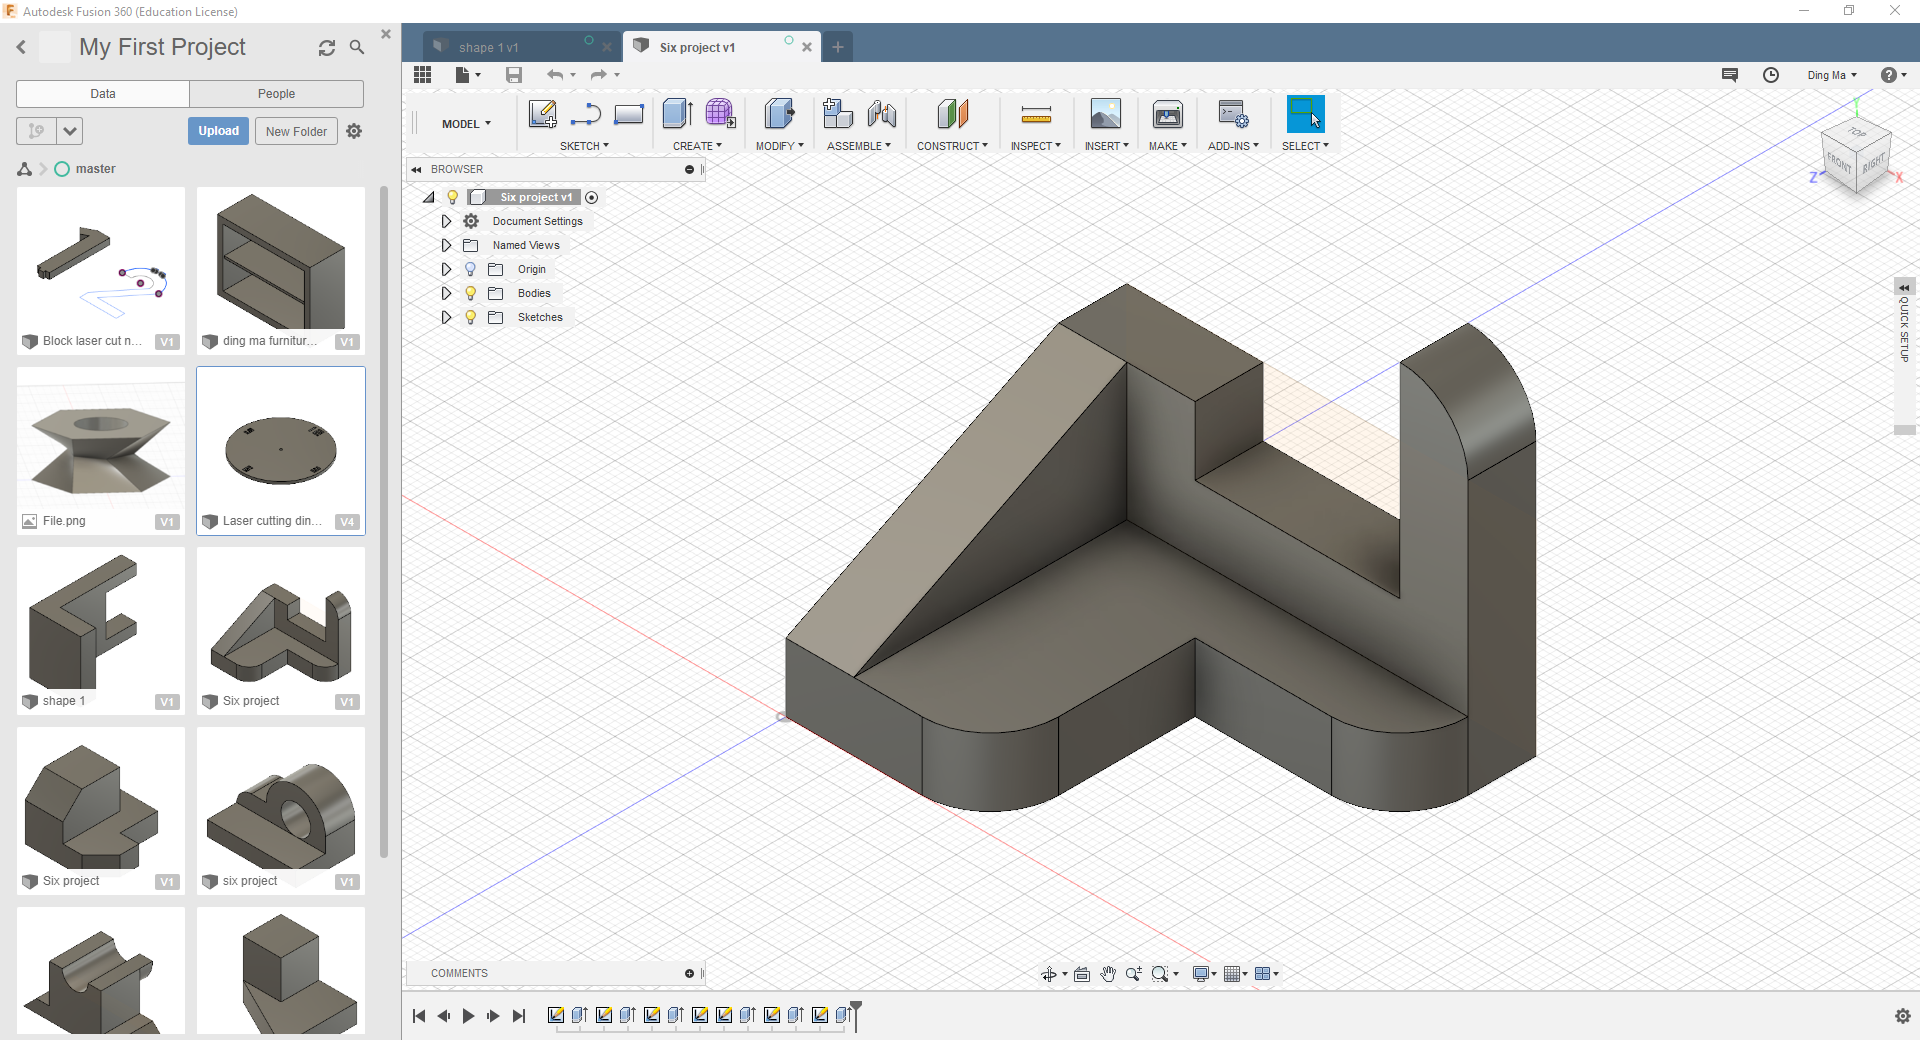 Autodesk Fusion 360 (Education License)
My First Project
Data
People
Upload
New Folder
master
Block laser cut n...
V1
ding ma furnitur...
V1
File.png
V1
Laser cutting din...
V4
shape 1
V1
Six project
V1
Six project
V1
six project
V1
shape 1 v1
Six project v1
Ding Ma
MODEL
SKETCH
CREATE
MODIFY
ASSEMBLE
CONSTRUCT
INSPECT
INSERT
MAKE
ADD-INS
SELECT
BROWSER
Six project v1
Document Settings
Named Views
Origin
Bodies
Sketches
Y
TOP
FRONT
RIGHT
Z
X
QUICK SETUP
COMMENTS